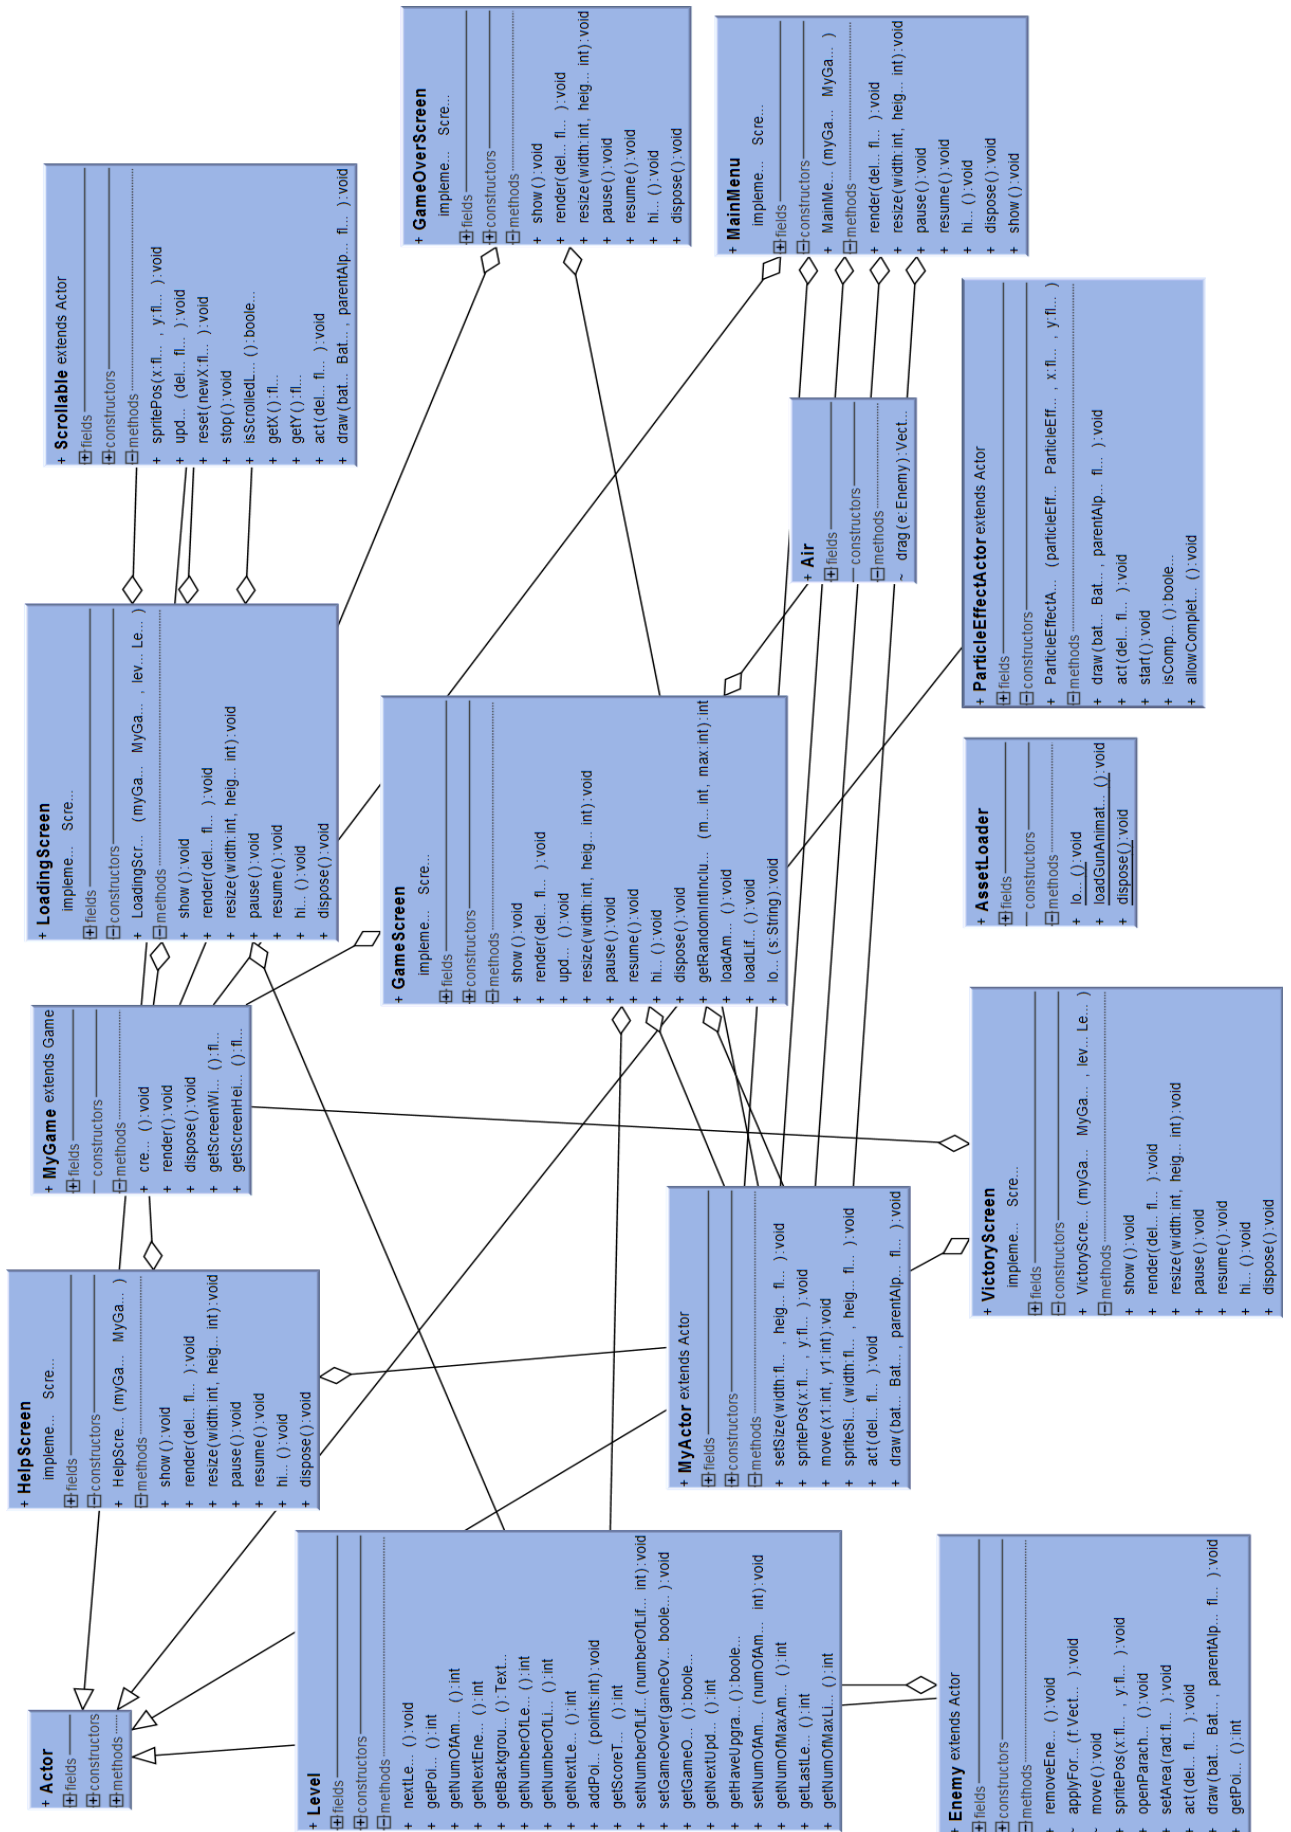 + Actor
fields
constructors
methods
+ HelpScreen
impleme... Scre...
fields
constructors
+ HelpScre... (myGa... MyGa... )
methods
+ show():void
+ render(del... fl... ):void
+ resize(width:int, heig... int):void
+ pause():void
+ resume():void
+ hi... ():void
+ dispose():void
+ MyGame extends Game
fields
constructors
methods
+ cre... ():void
+ render():void
+ dispose():void
+ getScreenWi... ():fl...
+ getScreenHei... ():fl...
+ LoadingScreen
impleme... Scre...
fields
constructors
+ LoadingScr... (myGa... MyGa... , lev... Le... )
methods
+ show():void
+ render(del... fl... ):void
+ resize(width:int, heig... int):void
+ pause():void
+ resume():void
+ hi... ():void
+ dispose():void
+ Scrollable extends Actor
fields
constructors
methods
+ spritePos(x:fl... , y:fl... ):void
+ upd... (del... fl... ):void
+ reset(newX:fl... ):void
+ stop():void
+ isScrolledL... ():boole...
+ getX():fl...
+ getY():fl...
+ act(del... fl... ):void
+ draw(bat... Bat... , parentAlp... fl... ):void
+ Level
fields
constructors
methods
+ nextLe... ():void
+ getPoi... ():int
+ getNumOfAm... ():int
+ getNextEne... ():int
+ getBackgrou... ():Text...
+ getNumberOfLe... ():int
+ getNumberOfLi... ():int
+ getNextLe... ():int
+ addPoi... (points:int):void
+ getScoreT... ():int
+ setNumberOfLif... (numberOfLif... int):void
+ setGameOver(gameOv... boole... ):void
+ getGameO... ():boole...
+ getNextUpd... ():int
+ getHaveUpgra... ():boole...
+ setNumOfAm... (numOfAm... int):void
+ getNumOfMaxAm... ():int
+ getLastLe... ():int
+ getNumOfMaxLi... ():int
+ MyActor extends Actor
fields
constructors
methods
+ setSize(width:fl... , heig... fl... ):void
+ spritePos(x:fl... , y:fl... ):void
+ move(x1:int, y1:int):void
+ spriteSi... (width:fl... , heig... fl... ):void
+ act(del... fl... ):void
+ draw(bat... Bat... , parentAlp... fl... ):void
+ GameScreen
impleme... Scre...
fields
constructors
methods
+ show():void
+ render(del... fl... ):void
+ upd... ():void
+ resize(width:int, heig... int):void
+ pause():void
+ resume():void
+ hi... ():void
+ dispose():void
+ getRandomIntInclu... (m... int, max:int):int
+ loadAm... ():void
+ loadLif... ():void
+ lo... (s:String):void
+ GameOverScreen
impleme... Scre...
fields
constructors
methods
+ show():void
+ render(del... fl... ):void
+ resize(width:int, heig... int):void
+ pause():void
+ resume():void
+ hi... ():void
+ dispose():void
+ Air
fields
constructors
methods
~ drag(e:Enemy):Vect...
+ MainMenu
impleme... Scre...
fields
constructors
+ MainMe... (myGa... MyGa... )
methods
+ render(del... fl... ):void
+ resize(width:int, heig... int):void
+ pause():void
+ resume():void
+ hi... ():void
+ dispose():void
+ show():void
+ Enemy extends Actor
fields
constructors
methods
+ removeEne... ():void
~ applyFor... (f:Vect... ):void
~ move():void
+ spritePos(x:fl... , y:fl... ):void
+ openParach... ():void
+ setArea(rad:fl... ):void
+ act(del... fl... ):void
+ draw(bat... Bat... , parentAlp... fl... ):void
+ getPoi... ():int
+ VictoryScreen
impleme... Scre...
fields
constructors
+ VictoryScre... (myGa... MyGa... , lev... Le... )
methods
+ show():void
+ render(del... fl... ):void
+ resize(width:int, heig... int):void
+ pause():void
+ resume():void
+ hi... ():void
+ dispose():void
+ AssetLoader
fields
constructors
methods
+ lo... ():void
+ loadGunAnimat... ():void
+ dispose():void
+ ParticleEffectActor extends Actor
fields
constructors
+ ParticleEffectA... (particleEff... ParticleEff... , x:fl... , y:fl... )
methods
+ draw(bat... Bat... , parentAlp... fl... ):void
+ act(del... fl... ):void
+ start():void
+ isComp... ():boole...
+ allowComplet... ():void